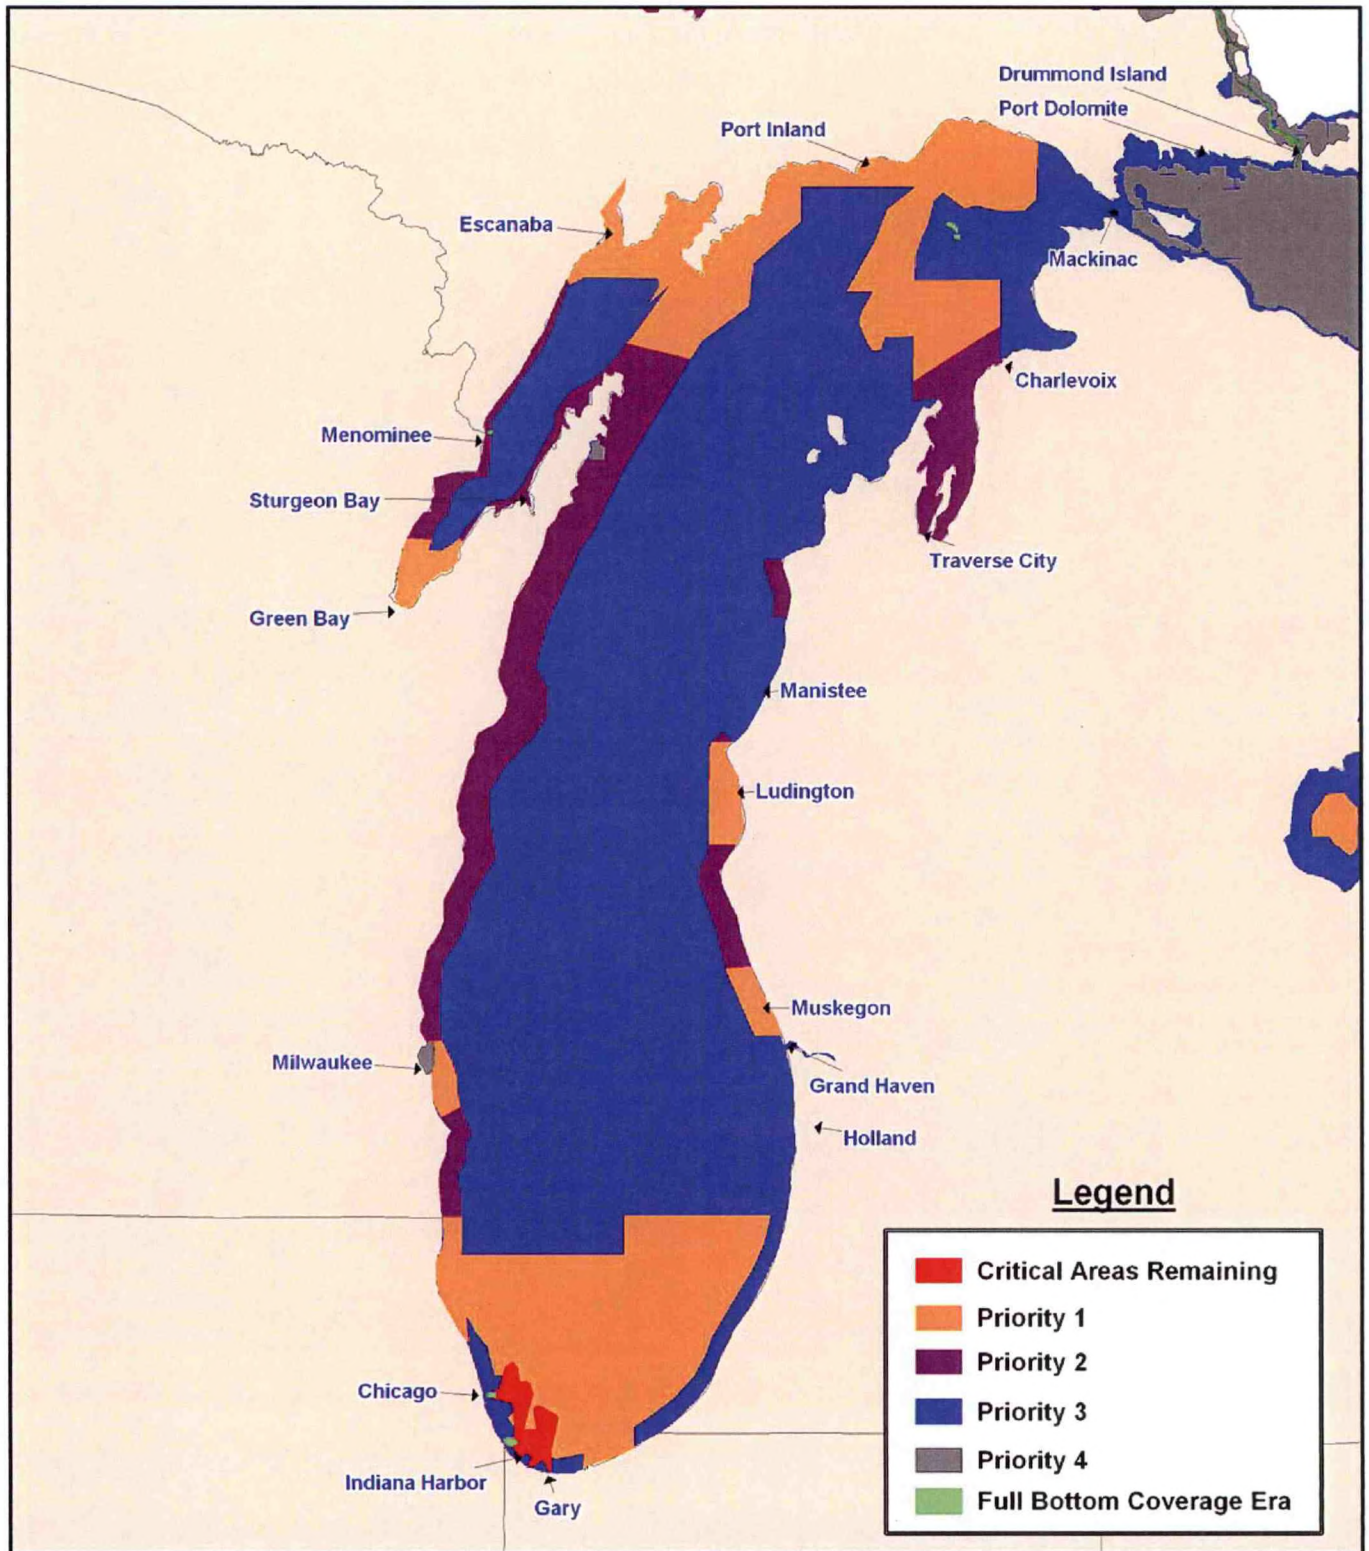 Drummond Island
Port Dolomite
Port Inland
Escanaba
Mackinac
Charlevoix
Menominee
Sturgeon Bay
Traverse City
Green Bay
Manistee
Ludington
Muskegon
Milwaukee
Grand Haven
Holland
Legend
Critical Areas Remaining
Priority 1
Priority 2
Priority 3
Priority 4
Full Bottom Coverage Era
Chicago
Indiana Harbor
Gary